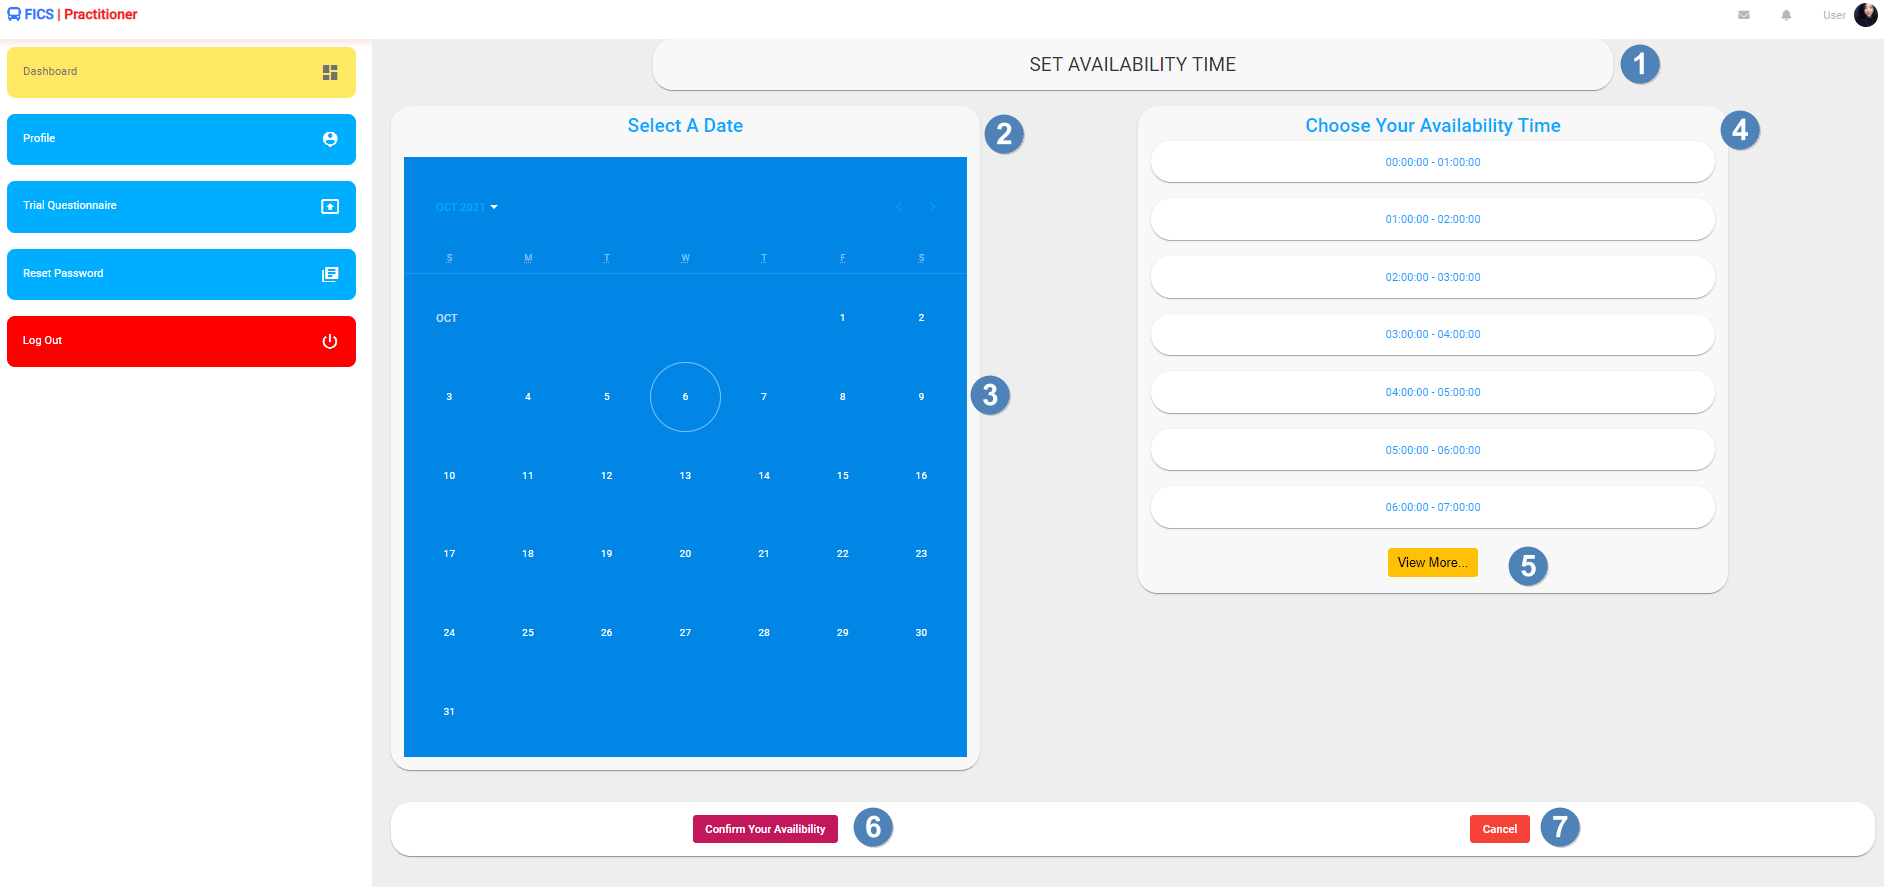 FICS | Practitioner
User
Dashboard
Profile
Trial Questionnaire
Reset Password
Log Out
SET AVAILABILITY TIME
1
Select A Date
2
OCT 2021
S M T W T F S
OCT 1 2
3 4 5 6 7 8 9
3
10 11 12 13 14 15 16
17 18 19 20 21 22 23
24 25 26 27 28 29 30
31
Choose Your Availability Time
4
00:00:00 - 01:00:00
01:00:00 - 02:00:00
02:00:00 - 03:00:00
03:00:00 - 04:00:00
04:00:00 - 05:00:00
05:00:00 - 06:00:00
06:00:00 - 07:00:00
View More...
5
Confirm Your Availibility
6
Cancel
7